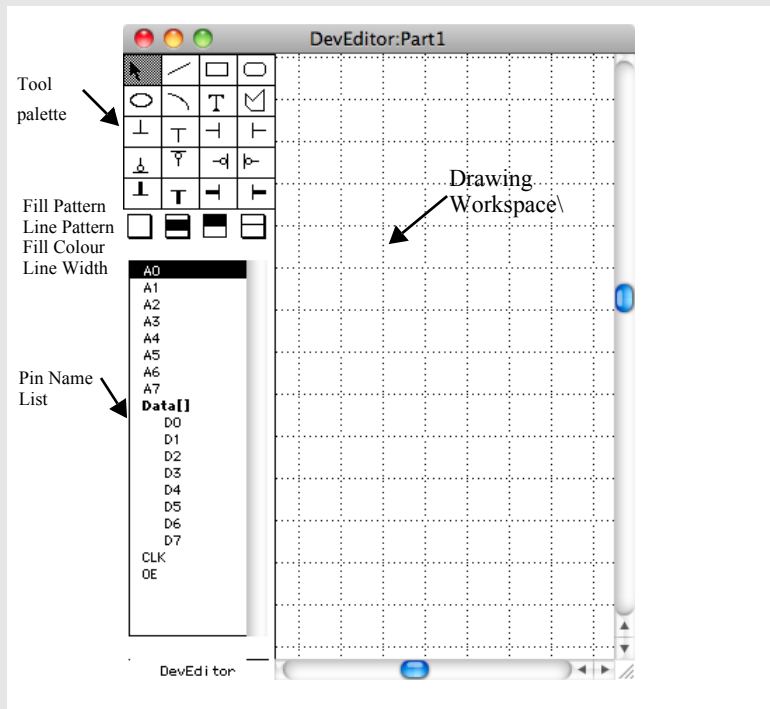 DevEditor:Part1
Tool
palette
T
Drawing
Workspace\
Fill Pattern
Line Pattern
Fill Colour
Line Width
A0
A1
A2
A3
A4
A5
A6
A7
Pin Name
List
Data[]
D0
D1
D2
D3
D4
D5
D6
D7
CLK
OE
DevEditor